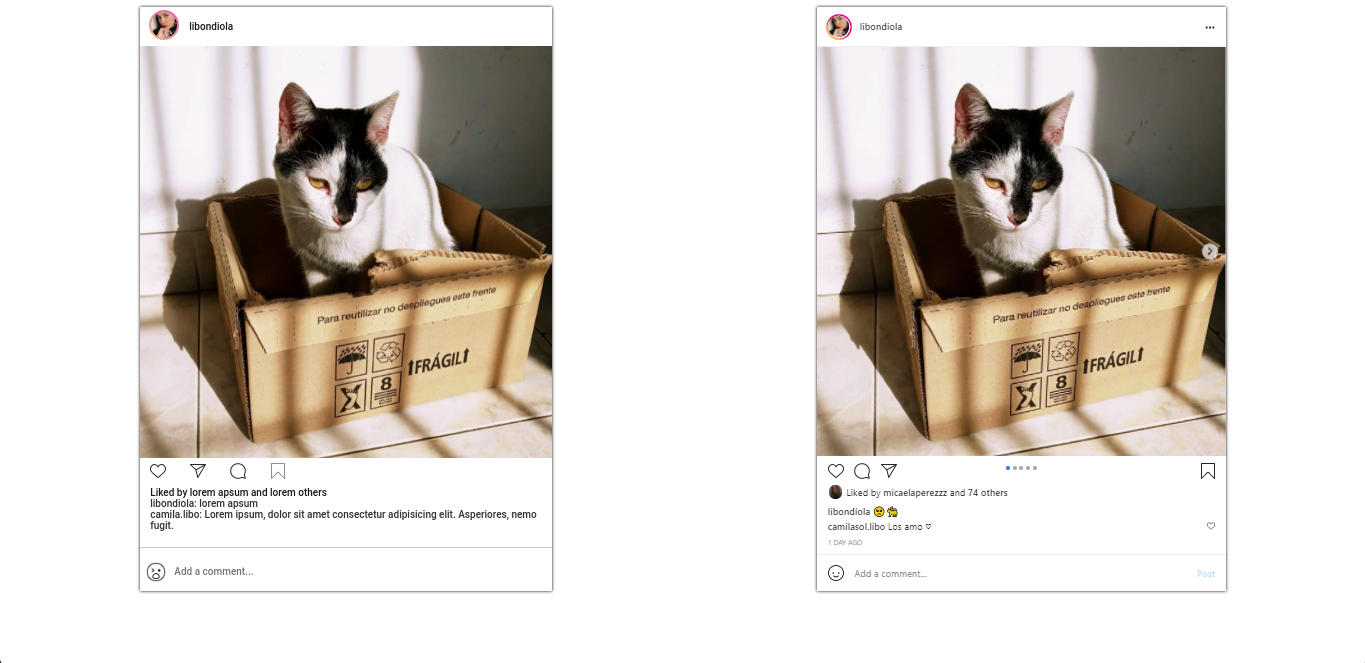 libondiola
Para reutilizar no despliegues este frente
FRÁGIL
8
Liked by lorem apsum and lorem others
libondiola: lorem apsum
camila.libo: Lorem ipsum, dolor sit amet consectetur adipisicing elit. Asperiores, nemo
fugit.
Add a comment...
libondiola
Para reutilizar no despliegues este frente
FRÁGIL
8
Liked by micaelaperezzz and 74 others
libondiola
camilasol.libo Los amo
1 DAY AGO
Add a comment...
Post